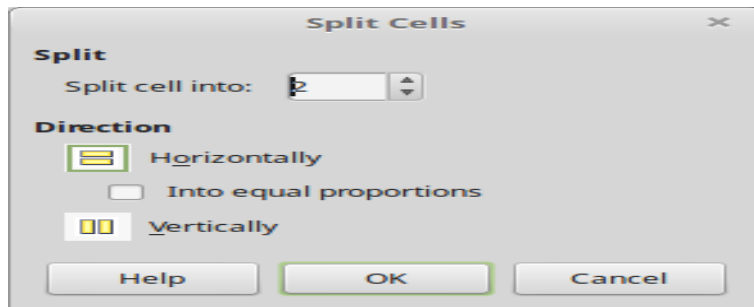 Split Cells
Split
Split cell into: 2
Direction
Horizontally
Into equal proportions
Vertically
Help OK Cancel